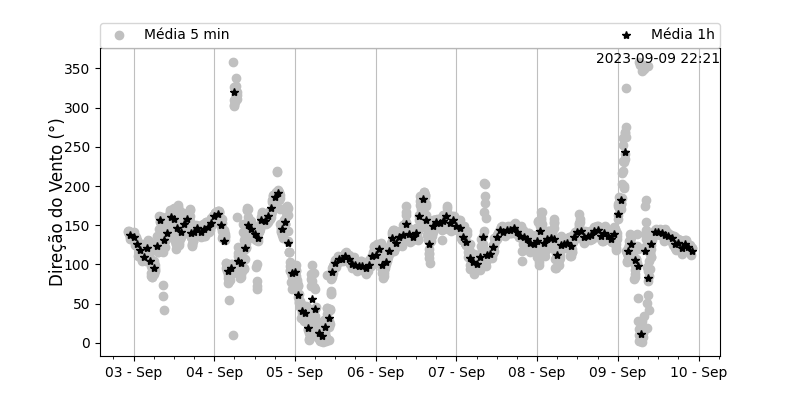 Média 5 min
Média 1h
2023-09-09 22:21
Direção do Vento (°)
350
300
250
200
150
100
50
0
03 - Sep
04 - Sep
05 - Sep
06 - Sep
07 - Sep
08 - Sep
09 - Sep
10 - Sep